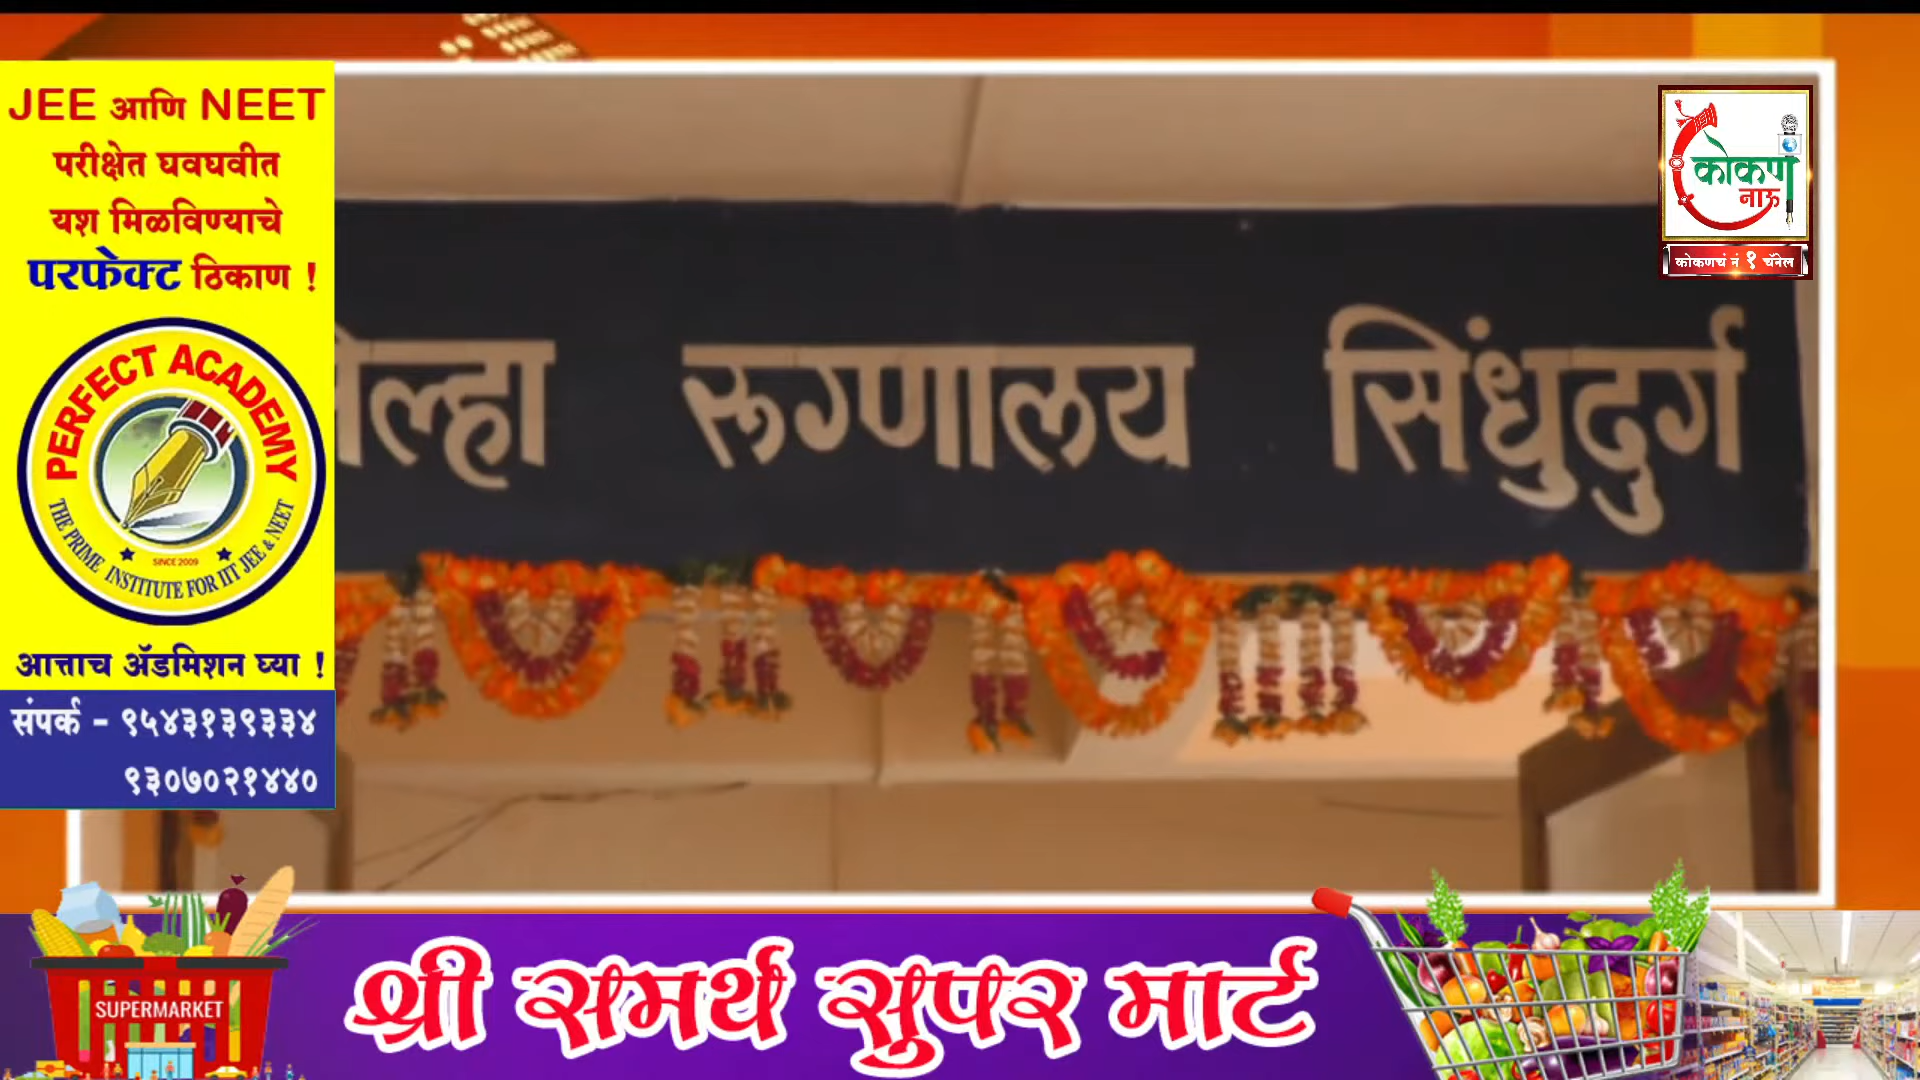 JEE आणि NEET
परीक्षेत घवघवीत
यश मिळविण्याचे
परफेक्ट ठिकाण !
PERFECT ACADEMY
THE PRIME INSTITUTE FOR IIT JEE & NEET
SINCE 2009
आत्ताच ॲडमिशन घ्या !
संपर्क - ९५४३१३९३३४
९३०७०२१४४०
रूग्णालय सिंधुदुर्ग
कोकण
नाऊ
कोकणचं नं १ चॅनेल
SUPERMARKET
श्री समर्थ सुपर मार्ट